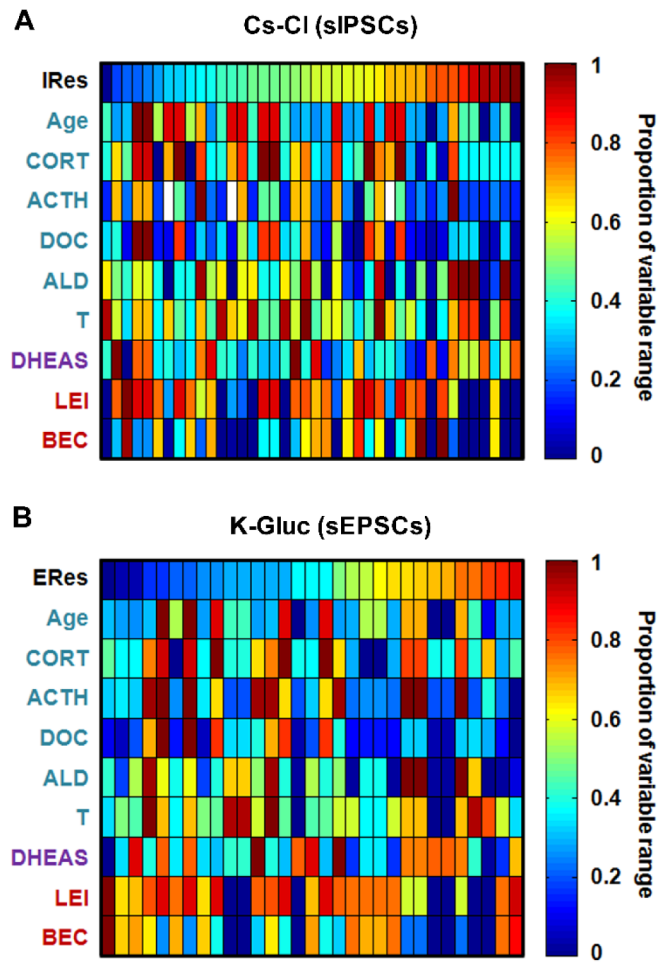 A
Cs-Cl (sIPSCs)
IRes
Age
CORT
ACTH
DOC
ALD
T
DHEAS
LEI
BEC
1
0.8
0.6
0.4
0.2
0
Proportion of variable range
B
K-Gluc (sEPSCs)
ERes
Age
CORT
ACTH
DOC
ALD
T
DHEAS
LEI
BEC
1
0.8
0.6
0.4
0.2
0
Proportion of variable range